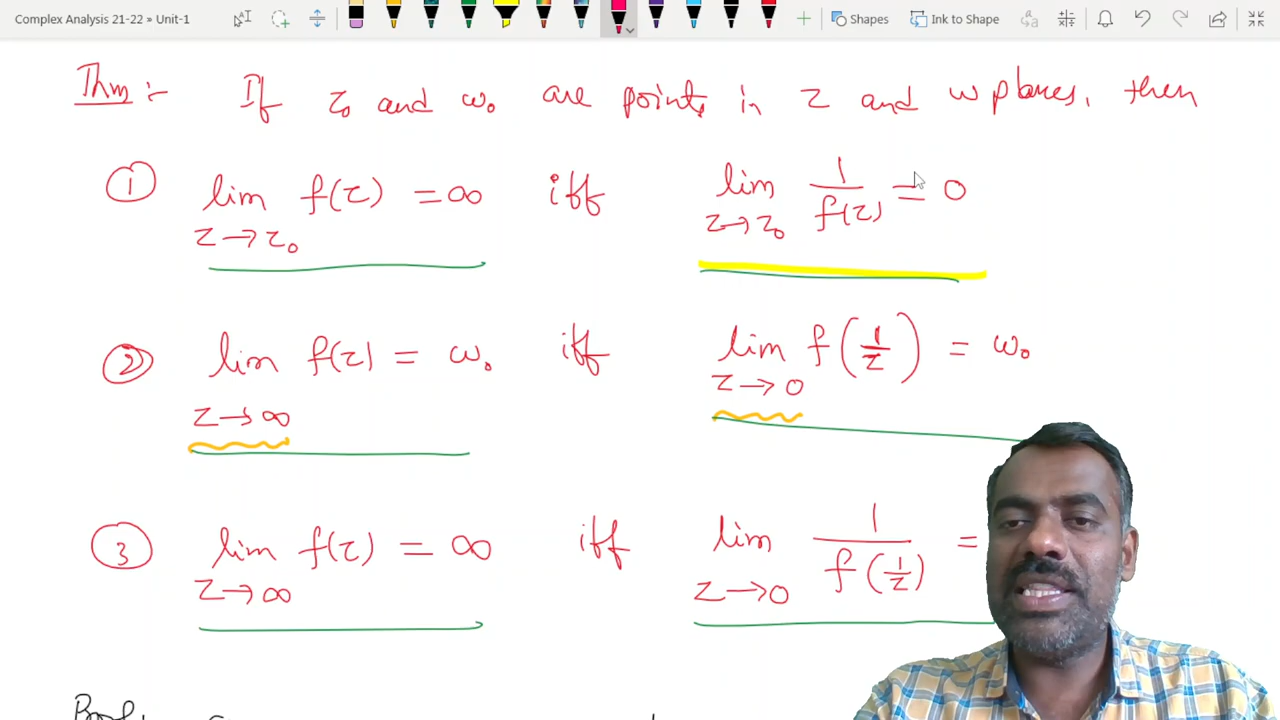 Complex Analysis 21-22 » Unit-1
Shapes
Ink to Shape
Thm :- If z₀ and w₀ are points in z and w planes, then
① lim f(z) = ∞ iff lim 1/f(z) = 0
z → z₀ z → z₀
② lim f(z) = w₀ iff lim f(1/z) = w₀
z → ∞ z → 0
③ lim f(z) = ∞ iff lim 1/f(1/z) =
z → ∞ z → 0